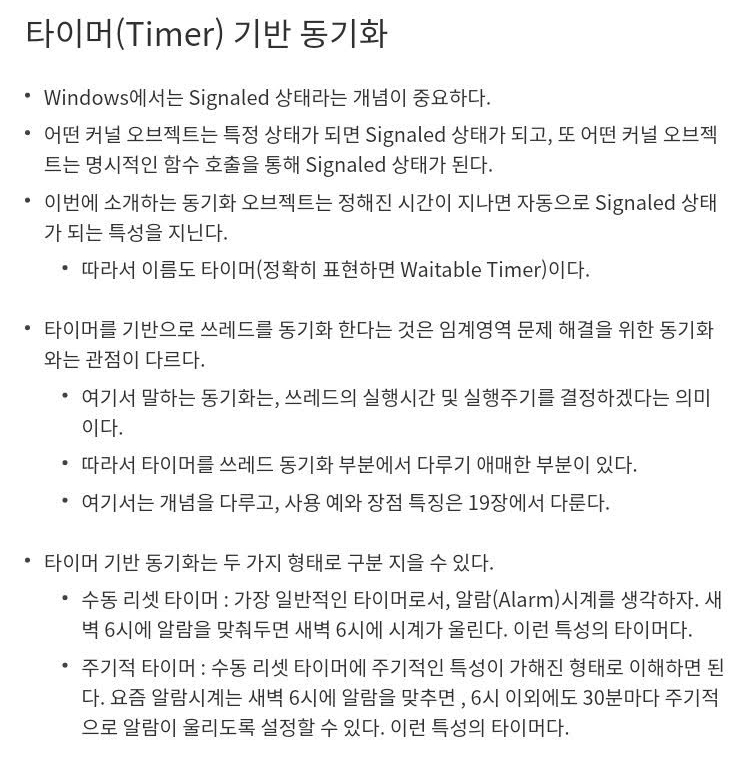 타이머(Timer) 기반 동기화
• Windows에서는 Signaled 상태라는 개념이 중요하다.
• 어떤 커널 오브젝트는 특정 상태가 되면 Signaled 상태가 되고, 또 어떤 커널 오브젝
트는 명시적인 함수 호출을 통해 Signaled 상태가 된다.
• 이번에 소개하는 동기화 오브젝트는 정해진 시간이 지나면 자동으로 Signaled 상태
가 되는 특성을 지닌다.
• 따라서 이름도 타이머(정확히 표현하면 Waitable Timer)이다.
• 타이머를 기반으로 쓰레드를 동기화 한다는 것은 임계영역 문제 해결을 위한 동기화
와는 관점이 다르다.
• 여기서 말하는 동기화는, 쓰레드의 실행시간 및 실행주기를 결정하겠다는 의미
이다.
• 따라서 타이머를 쓰레드 동기화 부분에서 다루기 애매한 부분이 있다.
• 여기서는 개념을 다루고, 사용 예와 장점 특징은 19장에서 다룬다.
• 타이머 기반 동기화는 두 가지 형태로 구분 지을 수 있다.
• 수동 리셋 타이머 : 가장 일반적인 타이머로서, 알람(Alarm)시계를 생각하자. 새
벽 6시에 알람을 맞춰두면 새벽 6시에 시계가 울린다. 이런 특성의 타이머다.
• 주기적 타이머 : 수동 리셋 타이머에 주기적인 특성이 가해진 형태로 이해하면 된
다. 요즘 알람시계는 새벽 6시에 알람을 맞추면 , 6시 이외에도 30분마다 주기적
으로 알람이 울리도록 설정할 수 있다. 이런 특성의 타이머다.